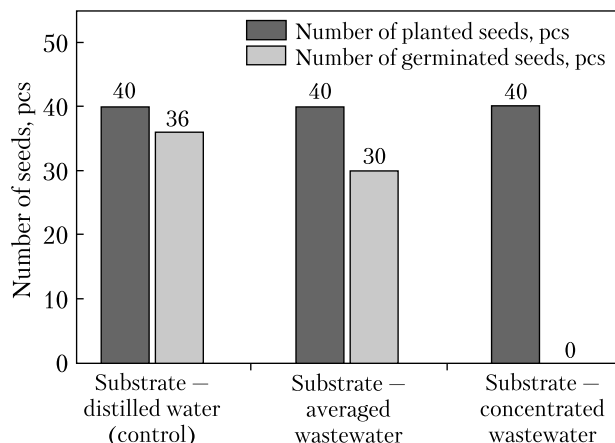 50
40
30
20
10
0
Number of seeds, pcs
Number of planted seeds, pcs
Number of germinated seeds, pcs
40
36
40
30
40
0
Substrate –
distilled water
(control)
Substrate –
averaged
wastewater
Substrate –
concentrated
wastewater